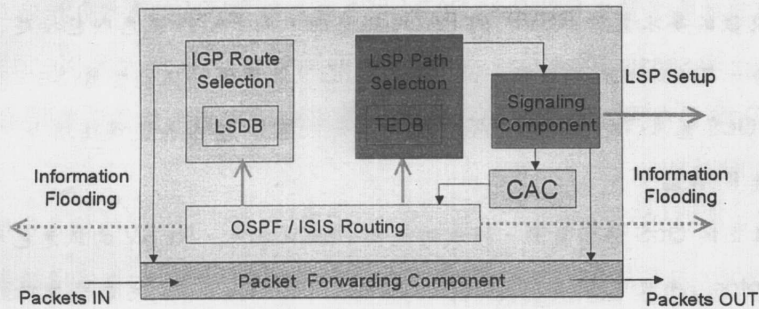 IGP Route
Selection
LSDB
LSP Path
Selection
TEDB
Signaling
Component
LSP Setup
CAC
Information
Flooding
Information
Flooding
OSPF / ISIS Routing
Packet Forwarding Component
Packets IN
Packets OUT